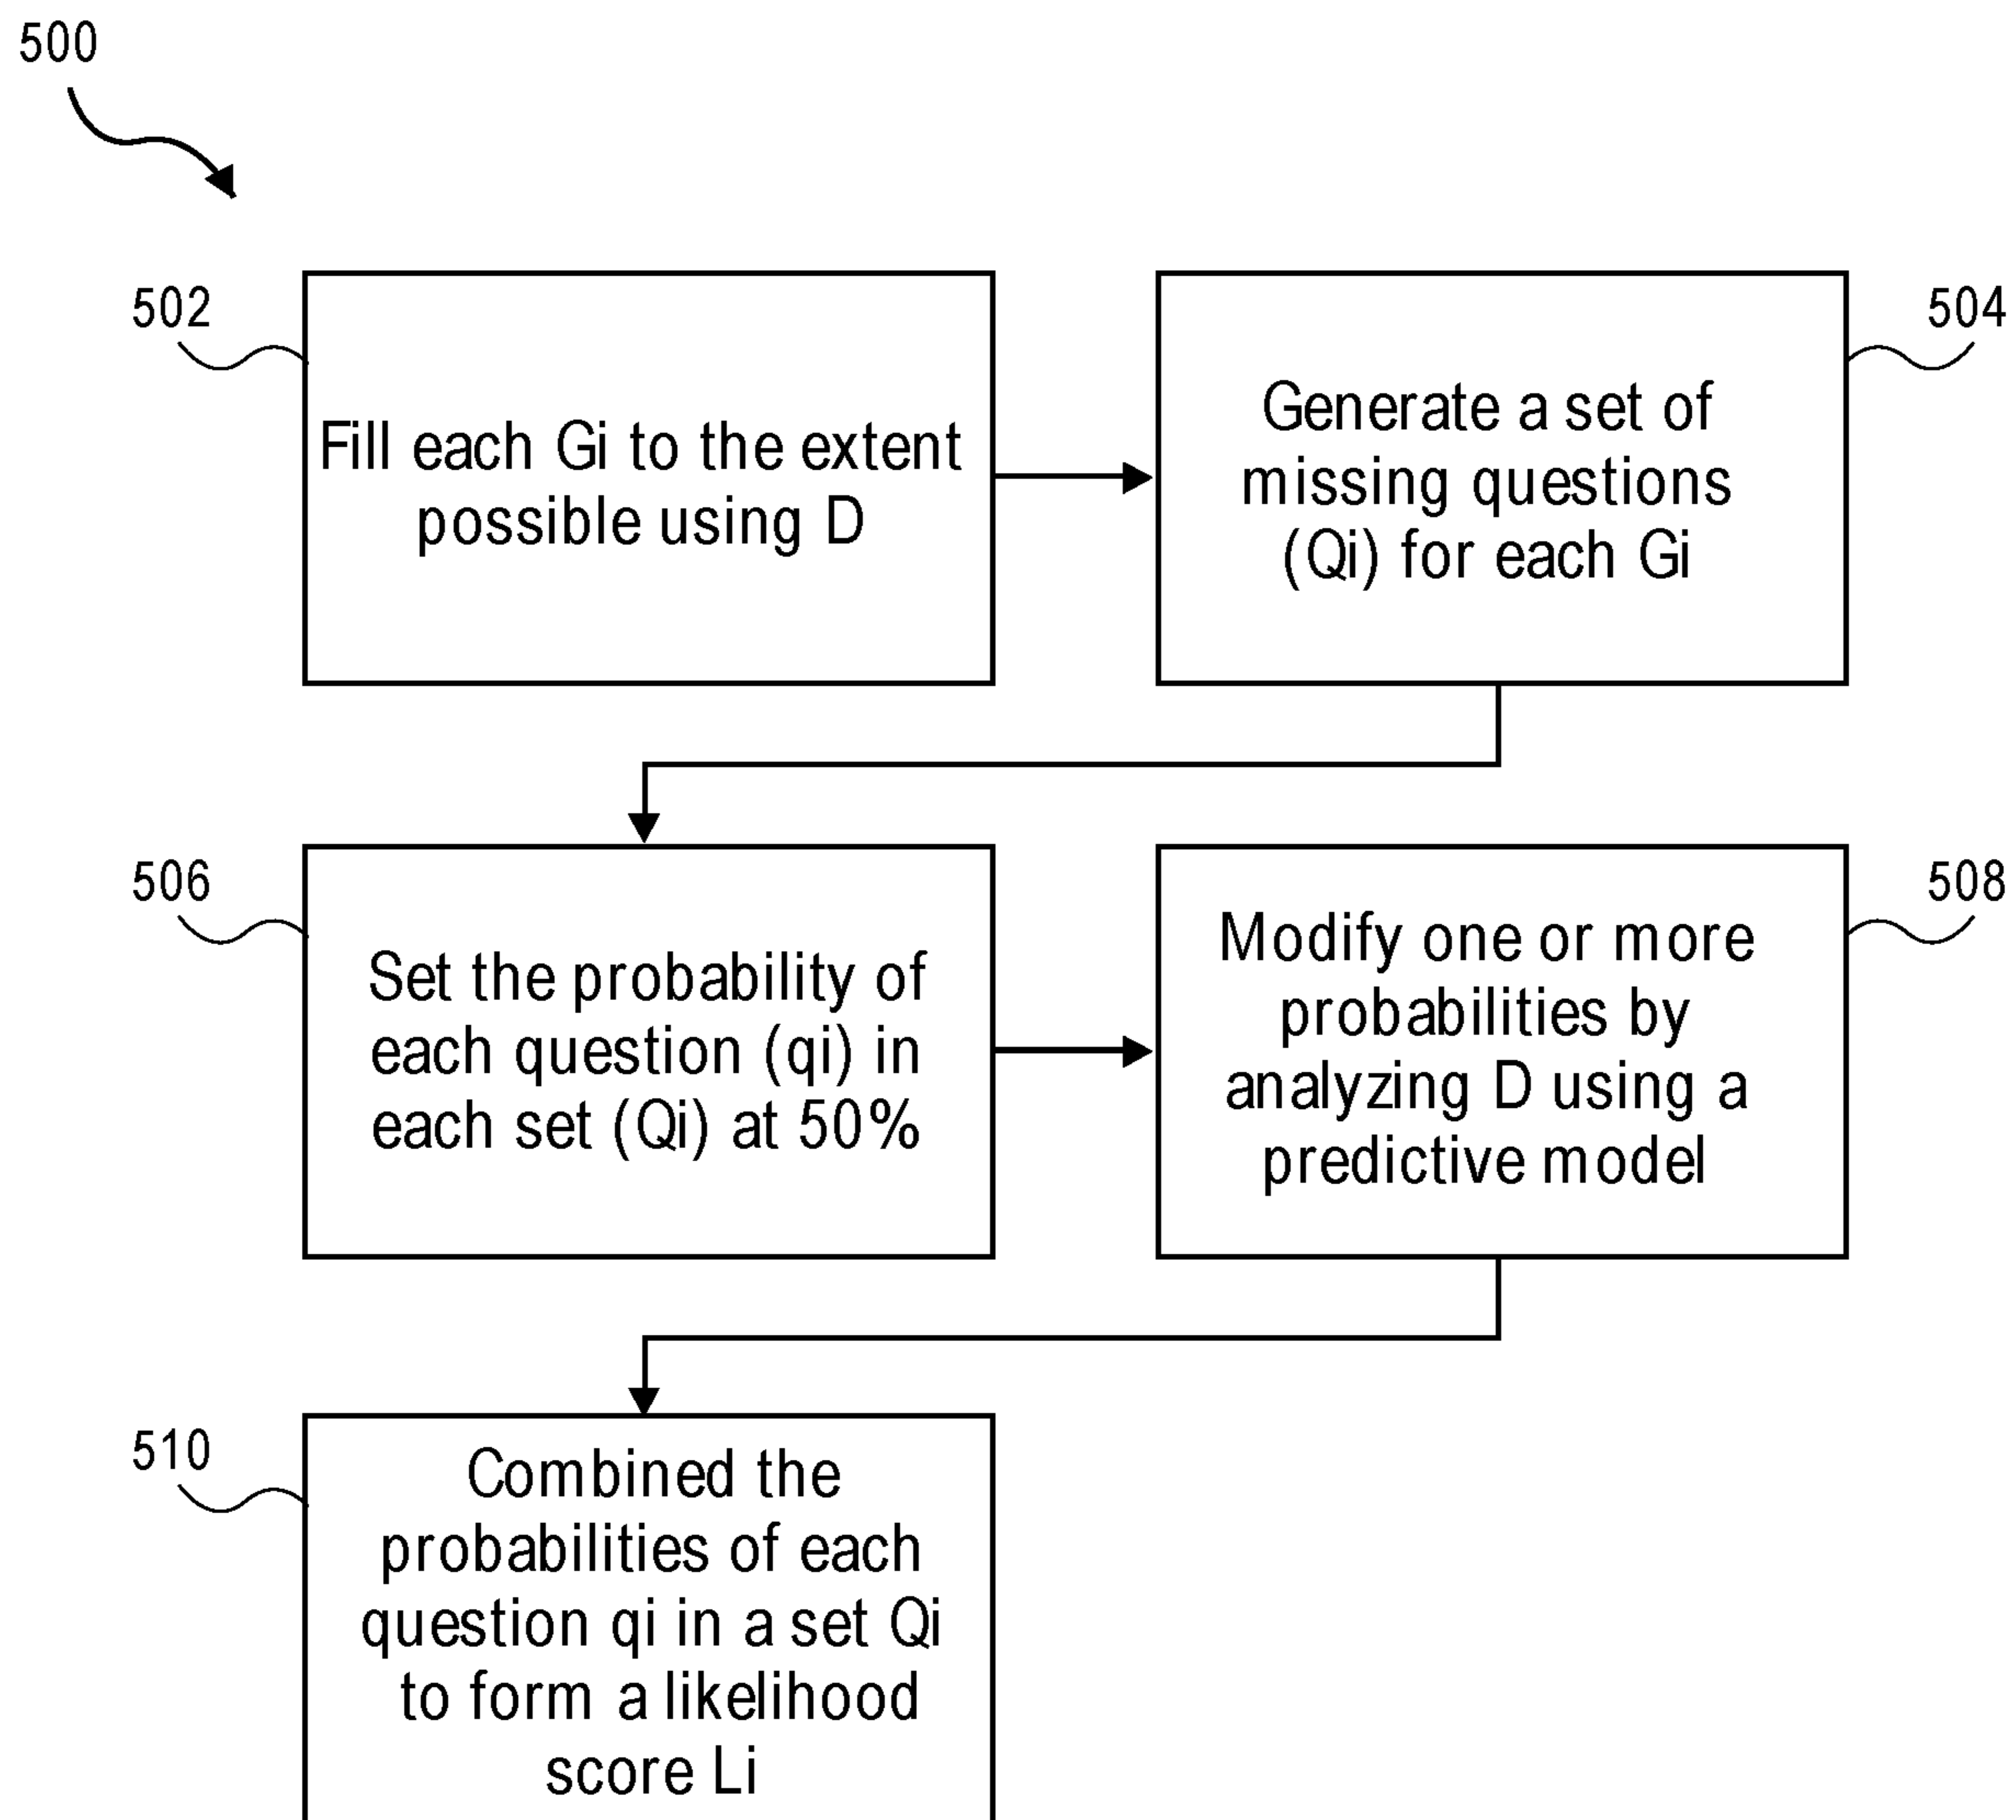 500
502
Fill each Gi to the extent
possible using D
504
Generate a set of
missing questions
(Qi) for each Gi
506
Set the probability of
each question (qi) in
each set (Qi) at 50%
508
Modify one or more
probabilities by
analyzing D using a
predictive model
510
Combined the
probabilities of each
question qi in a set Qi
to form a likelihood
score Li